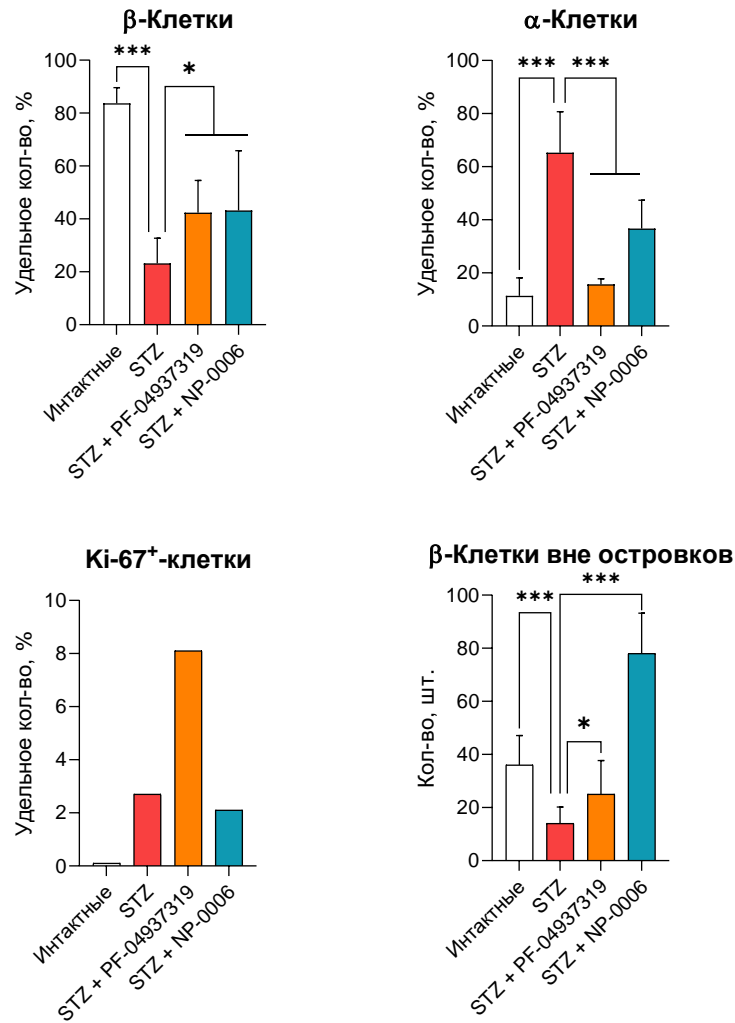 β-Клетки
***
*
Удельное кол-во, %
100
80
60
40
20
0
Интактные
STZ
STZ + PF-04937319
STZ + NP-0006
α-Клетки
***
***
Удельное кол-во, %
100
80
60
40
20
0
Интактные
STZ
STZ + PF-04937319
STZ + NP-0006
Ki-67⁺-клетки
Удельное кол-во, %
10
8
6
4
2
0
Интактные
STZ
STZ + PF-04937319
STZ + NP-0006
β-Клетки вне островков
***
***
*
Кол-во, шт.
100
80
60
40
20
0
Интактные
STZ
STZ + PF-04937319
STZ + NP-0006